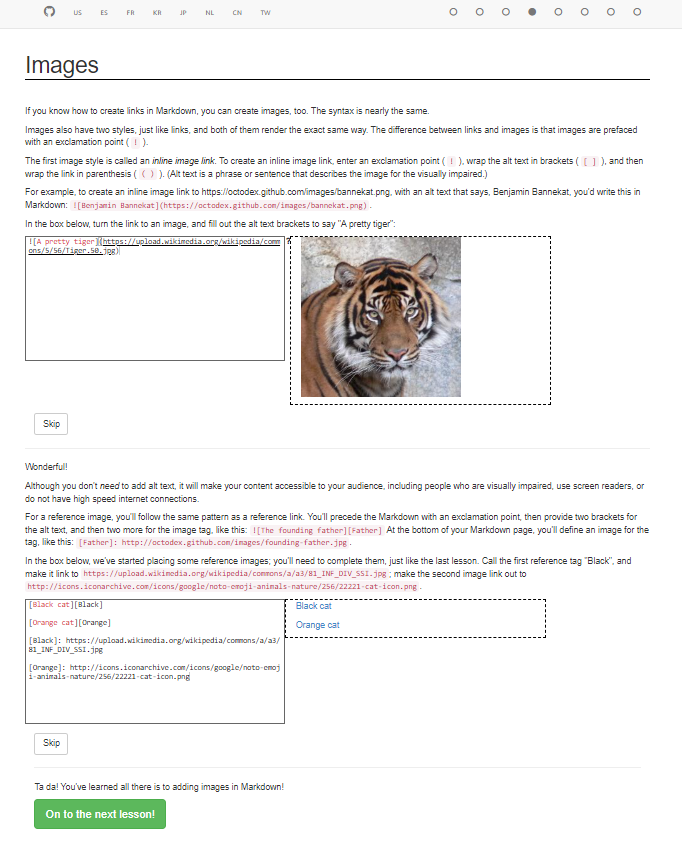 US ES FR KR JP NL CN TW
Images
If you know how to create links in Markdown, you can create images, too. The syntax is nearly the same.
Images also have two styles, just like links, and both of them render the exact same way. The difference between links and images is that images are prefaced
with an exclamation point ( ! ).
The first image style is called an inline image link. To create an inline image link, enter an exclamation point ( ! ), wrap the alt text in brackets ( [ ] ), and then
wrap the link in parenthesis ( ( ) ). (Alt text is a phrase or sentence that describes the image for the visually impaired.)
For example, to create an inline image link to https://octodex.github.com/images/bannekat.png, with an alt text that says, Benjamin Bannekat, you'd write this in
Markdown: ![Benjamin Bannekat](https://octodex.github.com/images/bannekat.png) .
In the box below, turn the link to an image, and fill out the alt text brackets to say "A pretty tiger":
![A pretty tiger](https://upload.wikimedia.org/wikipedia/comm
ons/5/56/Tiger.50.jpg)
Skip
Wonderful!
Although you don't need to add alt text, it will make your content accessible to your audience, including people who are visually impaired, use screen readers, or
do not have high speed internet connections.
For a reference image, you'll follow the same pattern as a reference link. You'll precede the Markdown with an exclamation point, then provide two brackets for
the alt text, and then two more for the image tag, like this: ![The founding father][Father] At the bottom of your Markdown page, you'll define an image for the
tag, like this: [Father]: http://octodex.github.com/images/founding-father.jpg .
In the box below, we've started placing some reference images; you'll need to complete them, just like the last lesson. Call the first reference tag "Black", and
make it link to https://upload.wikimedia.org/wikipedia/commons/a/a3/81_INF_DIV_SSI.jpg ; make the second image link out to
http://icons.iconarchive.com/icons/google/noto-emoji-animals-nature/256/22221-cat-icon.png .
[Black cat][Black]
Black cat
[Orange cat][Orange]
Orange cat
[Black]: https://upload.wikimedia.org/wikipedia/commons/a/a3/
81_INF_DIV_SSI.jpg
[Orange]: http://icons.iconarchive.com/icons/google/noto-emoj
i-animals-nature/256/22221-cat-icon.png
Skip
Ta da! You've learned all there is to adding images in Markdown!
On to the next lesson!